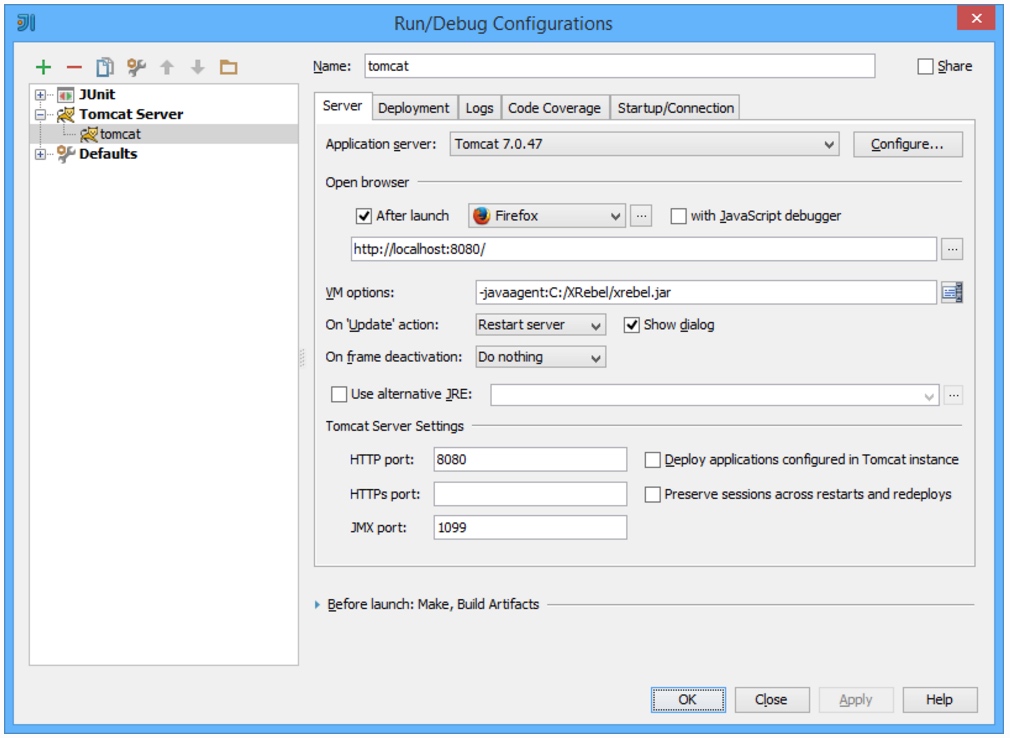 Run/Debug Configurations
JUnit
Tomcat Server
tomcat
Defaults
Name: tomcat
Share
Server Deployment Logs Code Coverage Startup/Connection
Application server: Tomcat 7.0.47 Configure...
Open browser
After launch Firefox ... with JavaScript debugger
http://localhost:8080/ ...
VM options: -javaagent:C:/XRebel/xrebel.jar
On 'Update' action: Restart server Show dialog
On frame deactivation: Do nothing
Use alternative JRE: ...
Tomcat Server Settings
HTTP port: 8080 Deploy applications configured in Tomcat instance
HTTPs port: Preserve sessions across restarts and redeploys
JMX port: 1099
Before launch: Make, Build Artifacts
OK Close Apply Help